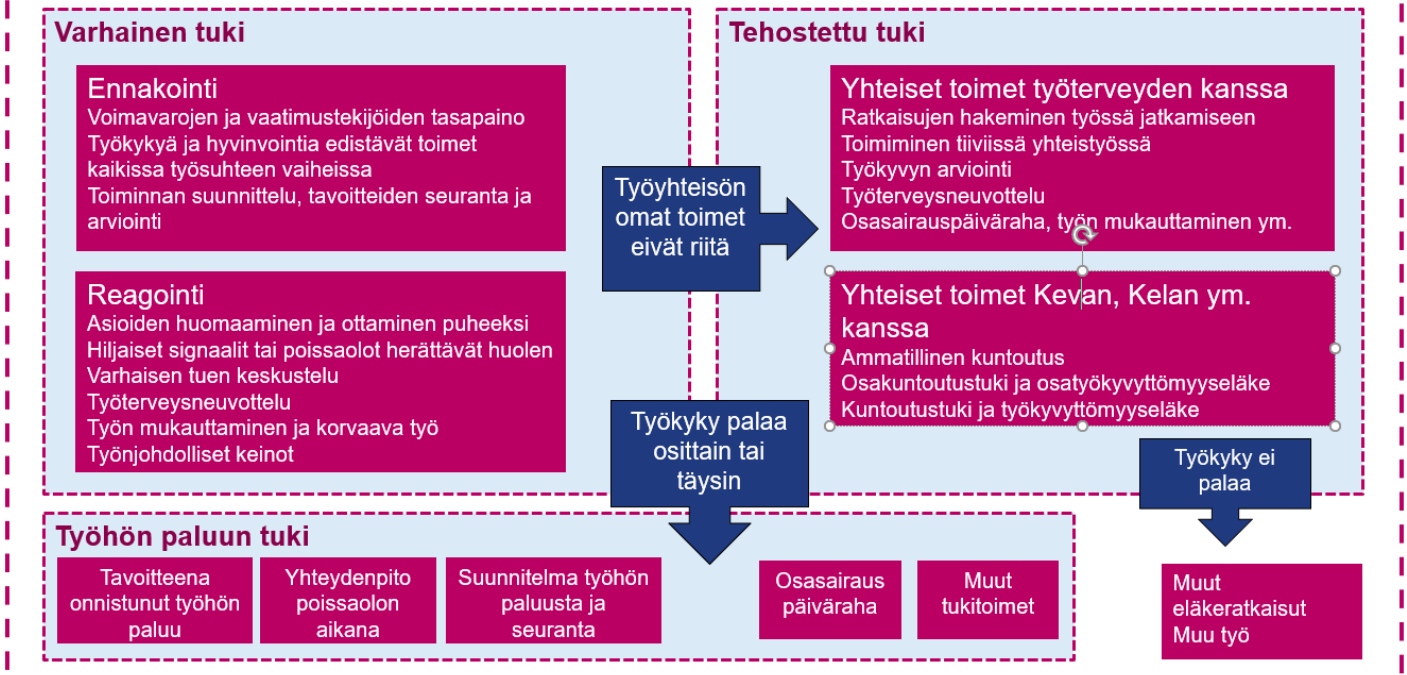 Varhainen tuki
Ennakointi
Voimavarojen ja vaatimustekijöiden tasapaino
Työkykyä ja hyvinvointia edistävät toimet
kaikissa työsuhteen vaiheissa
Toiminnan suunnittelu, tavoitteiden seuranta ja
arviointi
Reagointi
Asioiden huomaaminen ja ottaminen puheeksi
Hiljaiset signaalit tai poissaolot herättävät huolen
Varhaisen tuen keskustelu
Työterveysneuvottelu
Työn mukauttaminen ja korvaava työ
Työnjohdolliset keinot
Työyhteisön
omat toimet
eivät riitä
Tehostettu tuki
Yhteiset toimet työterveyden kanssa
Ratkaisujen hakeminen työssä jatkamiseen
Toimiminen tiiviissä yhteistyössä
Työkyvyn arviointi
Työterveysneuvottelu
Osasairauspäiväraha, työn mukauttaminen ym.
Yhteiset toimet Kevan, Kelan ym.
kanssa
Ammatillinen kuntoutus
Osakuntoutustuki ja osatyökyvyttömyyseläke
Kuntoutustuki ja työkyvyttömyyseläke
Työkyky palaa
osittain tai
täysin
Työkyky ei
palaa
Työhön paluun tuki
Tavoitteena
onnistunut työhön
paluu
Yhteydenpito
poissaolon
aikana
Suunnitelma työhön
paluusta ja
seuranta
Osasairaus
päiväraha
Muut
tukitoimet
Muut
eläkeratkaisut
Muu työ